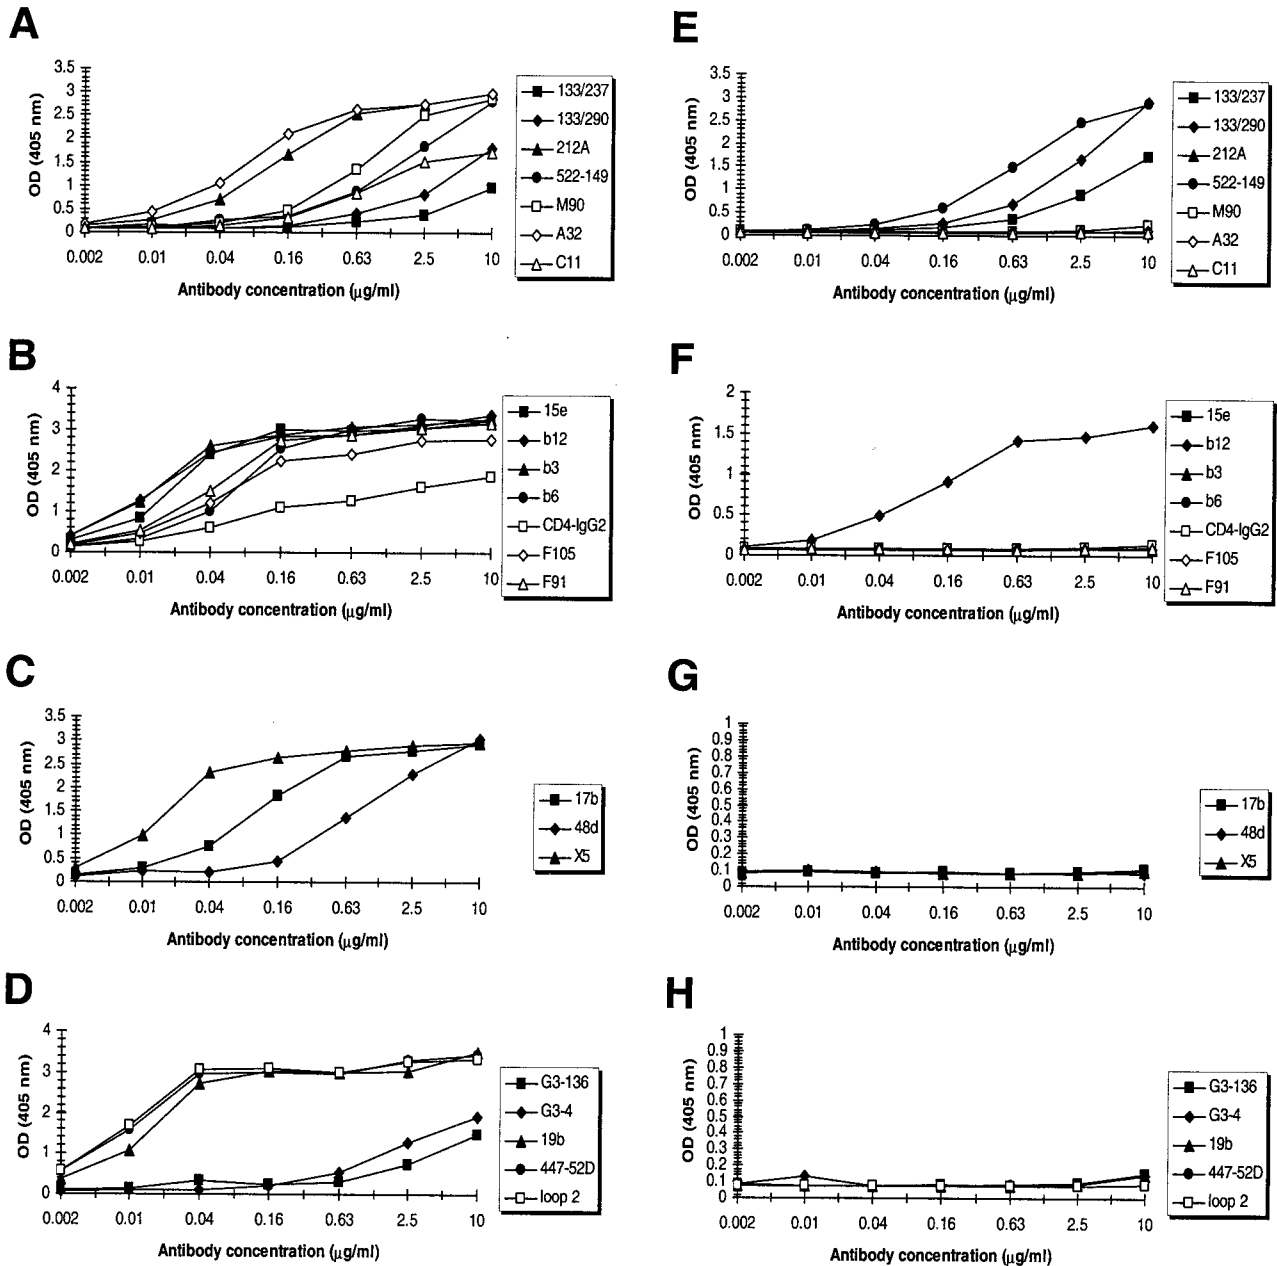 A
OD (405 nm)
3.5
3
2.5
2
1.5
1
0.5
0
0.002 0.01 0.04 0.16 0.63 2.5 10
Antibody concentration (µg/ml)
133/237
133/290
212A
522-149
M90
A32
C11
E
OD (405 nm)
3.5
3
2.5
2
1.5
1
0.5
0
0.002 0.01 0.04 0.16 0.63 2.5 10
Antibody concentration (µg/ml)
133/237
133/290
212A
522-149
M90
A32
C11
B
OD (405 nm)
4
3
2
1
0
0.002 0.01 0.04 0.16 0.63 2.5 10
Antibody concentration (µg/ml)
15e
b12
b3
b6
CD4-IgG2
F105
F91
F
OD (405 nm)
2
1.5
1
0.5
0
0.002 0.01 0.04 0.16 0.63 2.5 10
Antibody concentration (µg/ml)
15e
b12
b3
b6
CD4-IgG2
F105
F91
C
OD (405 nm)
3.5
3
2.5
2
1.5
1
0.5
0
0.002 0.01 0.04 0.16 0.63 2.5 10
Antibody concentration (µg/ml)
17b
48d
X5
G
OD (405 nm)
1
0.9
0.8
0.7
0.6
0.5
0.4
0.3
0.2
0.1
0
0.002 0.01 0.04 0.16 0.63 2.5 10
Antibody concentration (µg/ml)
17b
48d
X5
D
OD (405 nm)
4
3
2
1
0
0.002 0.01 0.04 0.16 0.63 2.5 10
Antibody concentration (µg/ml)
G3-136
G3-4
19b
447-52D
loop 2
H
OD (405 nm)
1
0.9
0.8
0.7
0.6
0.5
0.4
0.3
0.2
0.1
0
0.002 0.01 0.04 0.16 0.63 2.5 10
Antibody concentration (µg/ml)
G3-136
G3-4
19b
447-52D
loop 2